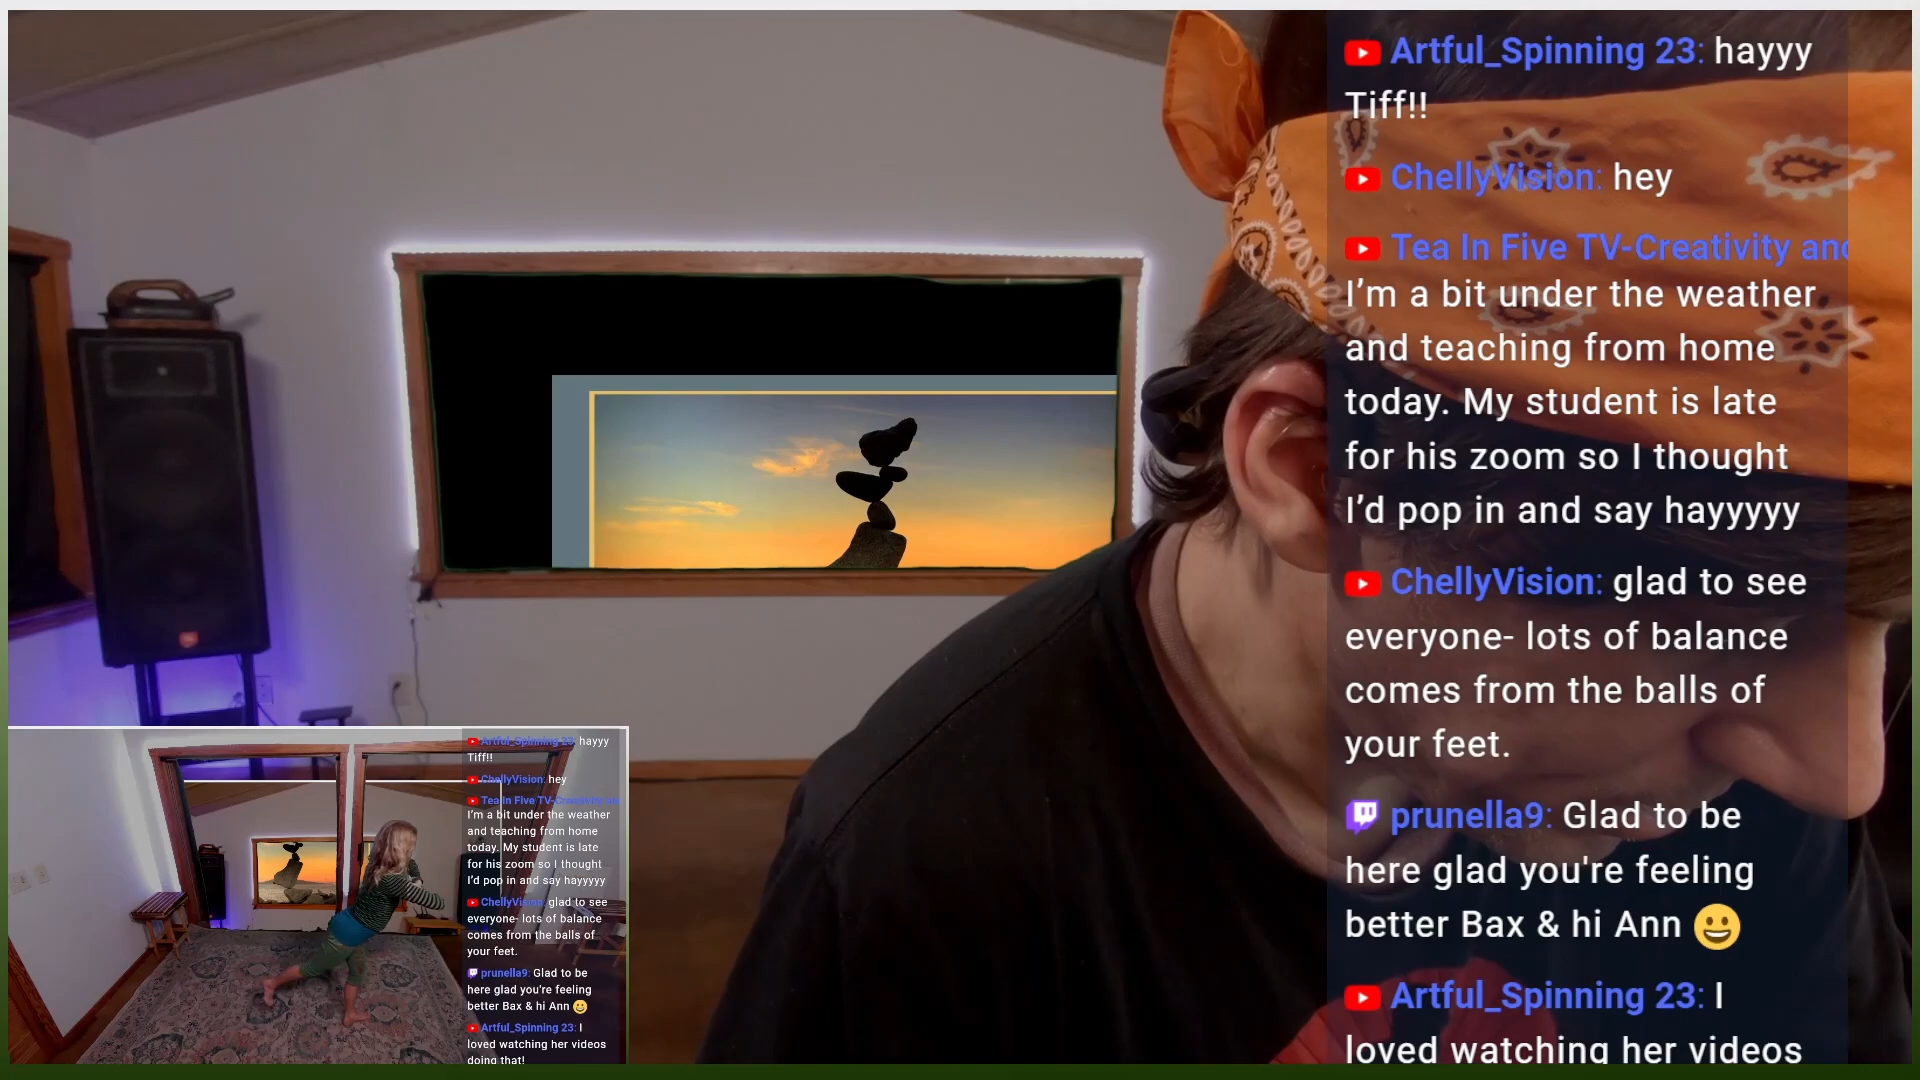 Artful_Spinning 23: hayyy
Tiff!!
ChellyVision: hey
Tea In Five TV-Creativity and
I’m a bit under the weather
and teaching from home
today. My student is late
for his zoom so I thought
I’d pop in and say hayyyyy
ChellyVision: glad to see
everyone- lots of balance
comes from the balls of
your feet.
prunella9: Glad to be
here glad you're feeling
better Bax & hi Ann 😀
Artful_Spinning 23: I
loved watching her videos
Artful_Spinning 23: hayyy
Tiff!!
ChellyVision: hey
Tea In Five TV-Creativity an
I’m a bit under the weather
and teaching from home
today. My student is late
for his zoom so I thought
I’d pop in and say hayyyyy
ChellyVision: glad to see
everyone- lots of balance
comes from the balls of
your feet.
prunella9: Glad to be
here glad you're feeling
better Bax & hi Ann 😀
Artful_Spinning 23: I
loved watching her videos
doing that!